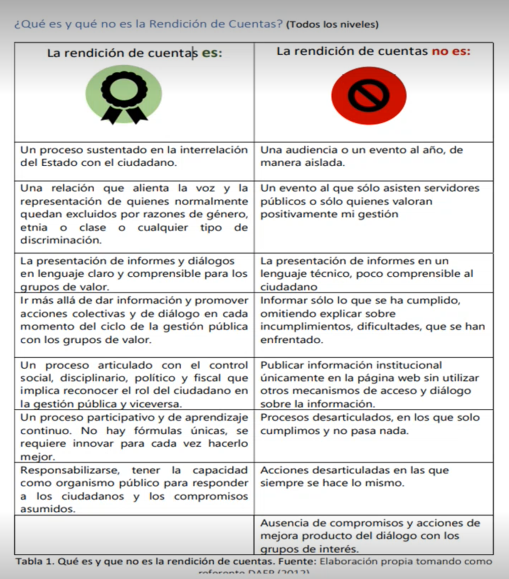 ¿Qué es y qué no es la Rendición de Cuentas? (Todos los niveles)
La rendición de cuentas es:
La rendición de cuentas no es:
Un proceso sustentado en la interrelación
del Estado con el ciudadano.
Una audiencia o un evento al año, de
manera aislada.
Una relación que alienta la voz y la
representación de quienes normalmente
quedan excluidos por razones de género,
etnia o clase o cualquier tipo de
discriminación.
Un evento al que sólo asisten servidores
públicos o sólo quienes valoran
positivamente mi gestión
La presentación de informes y diálogos
en lenguaje claro y comprensible para los
grupos de valor.
La presentación de informes en un
lenguaje técnico, poco comprensible al
ciudadano
Ir más allá de dar información y promover
acciones colectivas y de diálogo en cada
momento del ciclo de la gestión pública
con los grupos de valor.
Informar sólo lo que se ha cumplido,
omitiendo explicar sobre
incumplimientos, dificultades, que se han
enfrentado.
Un proceso articulado con el control
social, disciplinario, politico y fiscal que
implica reconocer el rol del ciudadano en
la gestión pública y viceversa.
Publicar información institucional
únicamente en la página web sin utilizar
otros mecanismos de acceso y diálogo
sobre la información.
Un proceso participativo y de aprendizaje
continuo. No hay fórmulas únicas, se
requiere innovar para cada vez hacerlo
mejor.
Procesos desarticulados, en los que solo
cumplimos y no pasa nada.
Responsabilizarse, tener la capacidad
como organismo público para responder
a los ciudadanos y los compromisos
asumidos.
Acciones desarticuladas en las que
siempre se hace lo mismo.
Ausencia de compromisos y acciones de
mejora producto del diálogo con los
grupos de interés.
Tabla 1. Qué es y que no es la rendición de cuentas. Fuente: Elaboración propia tomando como
referente DAFP (2012)